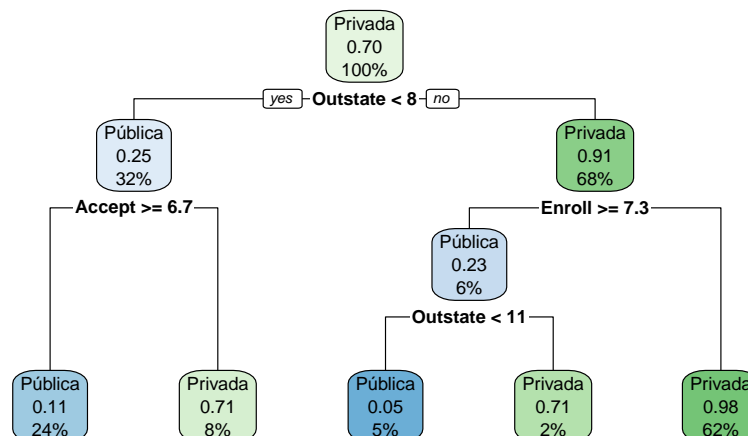 Privada
0.70
100%
yes Outstate < 8 no
Pública
0.25
32%
Privada
0.91
68%
Accept >= 6.7
Enroll >= 7.3
Pública
0.23
6%
Outstate < 11
Pública
0.11
24%
Privada
0.71
8%
Pública
0.05
5%
Privada
0.71
2%
Privada
0.98
62%